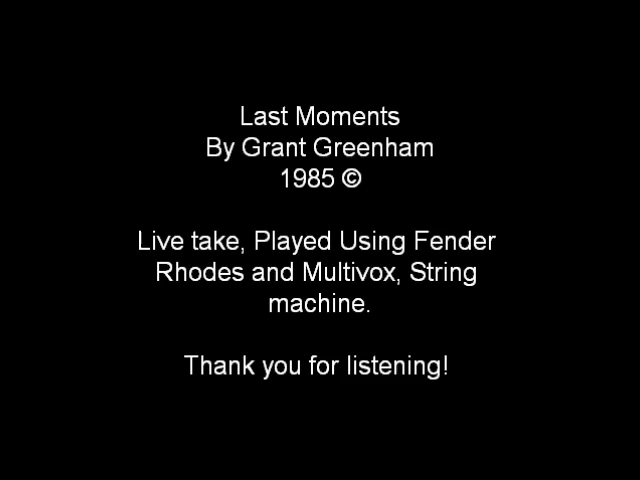 Last Moments
By Grant Greenham
1985 ©
Live take, Played Using Fender
Rhodes and Multivox, String
machine.
Thank you for listening!